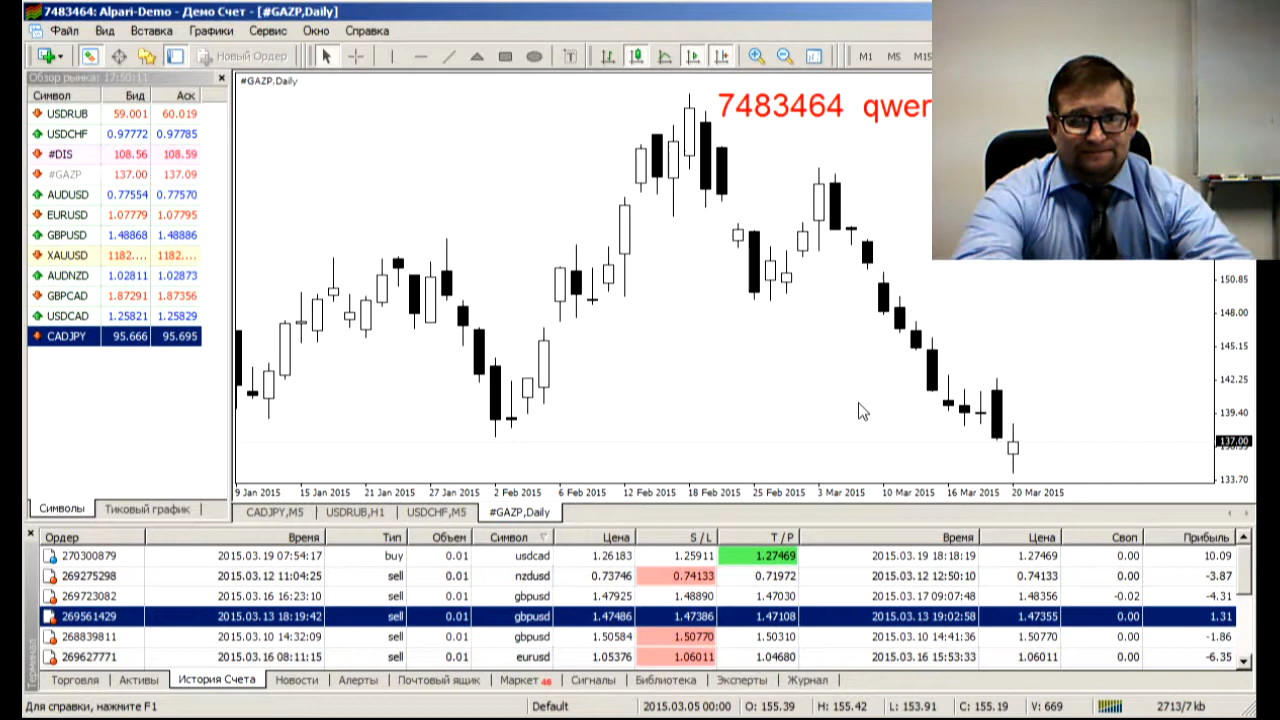 7483464: Alpari-Demo - Демо Счет - [#GAZP,Daily]
Файл Вид Вставка Графики Сервис Окно Справка
Новый Ордер M1 M5 M15
Обзор рынка: 17:50:11
Символ Бид Аск
USDRUB 59.001 60.019
USDCHF 0.97772 0.97785
#DIS 108.56 108.59
#GAZP 137.00 137.09
AUDUSD 0.77554 0.77570
EURUSD 1.07779 1.07795
GBPUSD 1.48868 1.48886
XAUUSD 1182.... 1182....
AUDNZD 1.02811 1.02873
GBPCAD 1.87291 1.87356
USDCAD 1.25821 1.25829
CADJPY 95.666 95.695
Символы Тиковый график
#GAZP,Daily
7483464 qwer
150.85
148.00
145.15
142.25
139.40
137.00
133.70
9 Jan 2015 15 Jan 2015 21 Jan 2015 27 Jan 2015 2 Feb 2015 6 Feb 2015 12 Feb 2015 18 Feb 2015 25 Feb 2015 3 Mar 2015 10 Mar 2015 16 Mar 2015 20 Mar 2015
CADJPY,M5 USDRUB,H1 USDCHF,M5 #GAZP,Daily
Ордер Время Тип Объем Символ Цена S / L T / P Время Цена Своп Прибыль
270300879 2015.03.19 07:54:17 buy 0.01 usdcad 1.26183 1.25911 1.27469 2015.03.19 18:18:19 1.27469 0.00 10.09
269275298 2015.03.12 11:04:25 sell 0.01 nzdusd 0.73746 0.74133 0.71972 2015.03.12 12:50:10 0.74133 0.00 -3.87
269723082 2015.03.16 16:23:10 sell 0.01 gbpusd 1.47925 1.48890 1.47030 2015.03.17 09:07:48 1.48356 -0.02 -4.31
269561429 2015.03.13 18:19:42 sell 0.01 gbpusd 1.47486 1.47386 1.47108 2015.03.13 19:02:58 1.47355 0.00 1.31
268839811 2015.03.10 14:32:09 sell 0.01 gbpusd 1.50584 1.50770 1.50310 2015.03.10 14:41:36 1.50770 0.00 -1.86
269627771 2015.03.16 08:11:15 sell 0.01 eurusd 1.05376 1.06011 1.04680 2015.03.16 15:53:33 1.06011 0.00 -6.35
Терминал
Торговля Активы История Счета Новости Алерты Почтовый ящик Маркет 48 Сигналы Библиотека Эксперты Журнал
Для справки, нажмите F1 Default 2015.03.05 00:00 O: 155.39 H: 155.42 L: 153.91 C: 155.19 V: 669 2713/7 kb